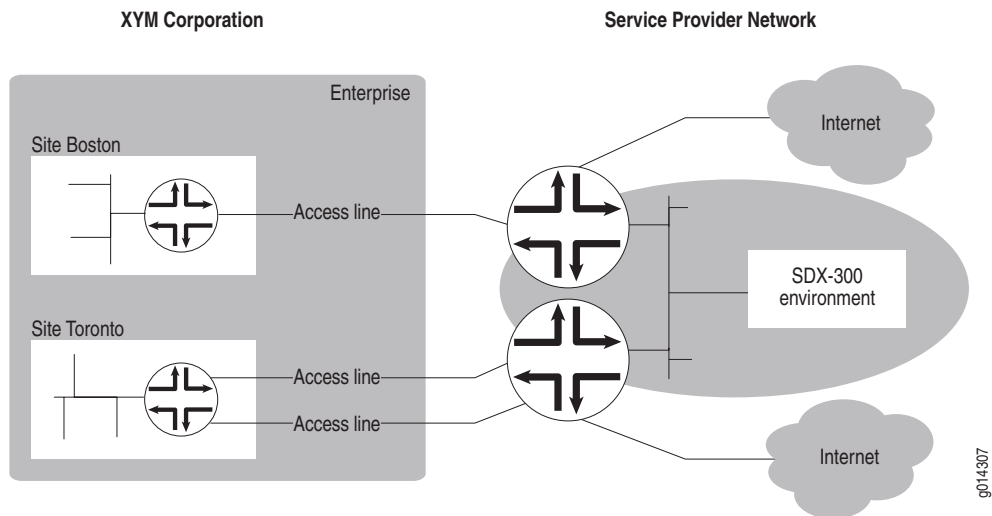 XYM Corporation
Service Provider Network
Enterprise
Internet
Site Boston
Access line
SDX-300
environment
Site Toronto
Access line
Access line
Internet
g014307